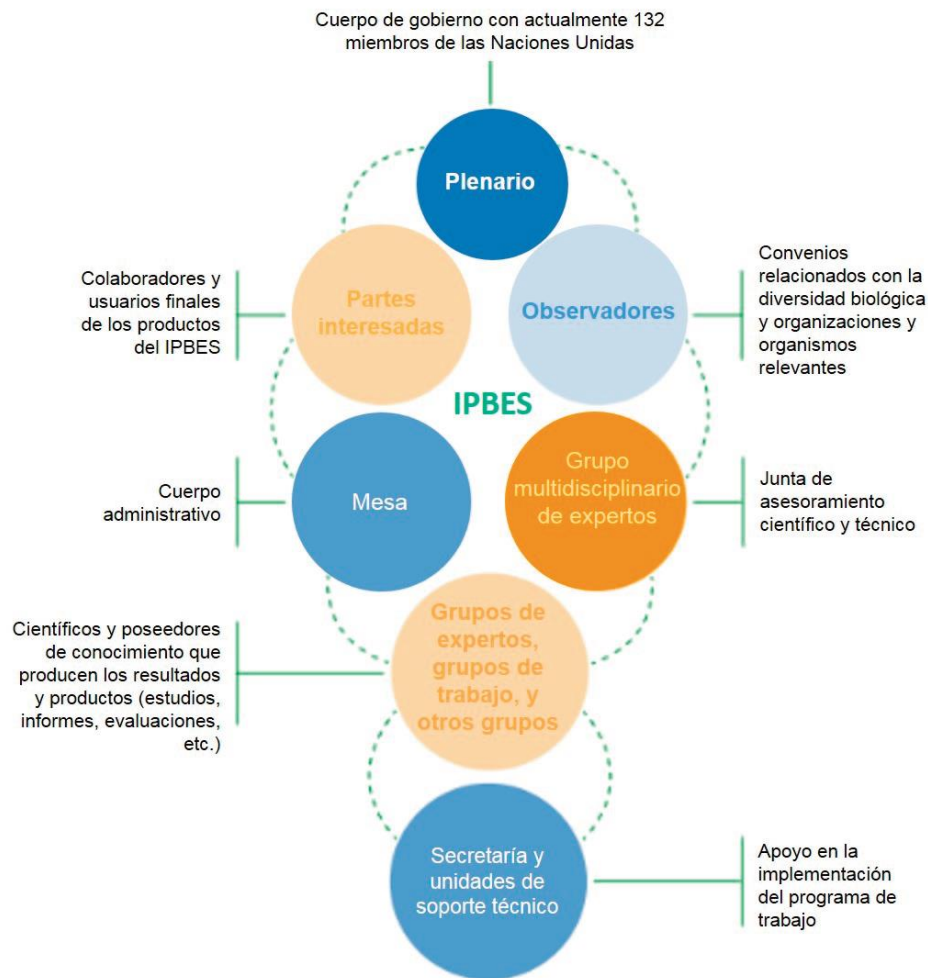 Cuerpo de gobierno con actualmente 132
miembros de las Naciones Unidas
Plenario
Colaboradores y
usuarios finales
de los productos
del IPBES
Partes
interesadas
Observadores
Convenios
relacionados con la
diversidad biológica
y organizaciones y
organismos
relevantes
IPBES
Cuerpo
administrativo
Mesa
Grupo
multidisciplinario
de expertos
Junta de
asesoramiento
científico y técnico
Científicos y poseedores
de conocimiento que
producen los resultados
y productos (estudios,
informes, evaluaciones,
etc.)
Grupos de
expertos,
grupos de
trabajo, y
otros grupos
Secretaría y
unidades de
soporte técnico
Apoyo en la
implementación
del programa de
trabajo